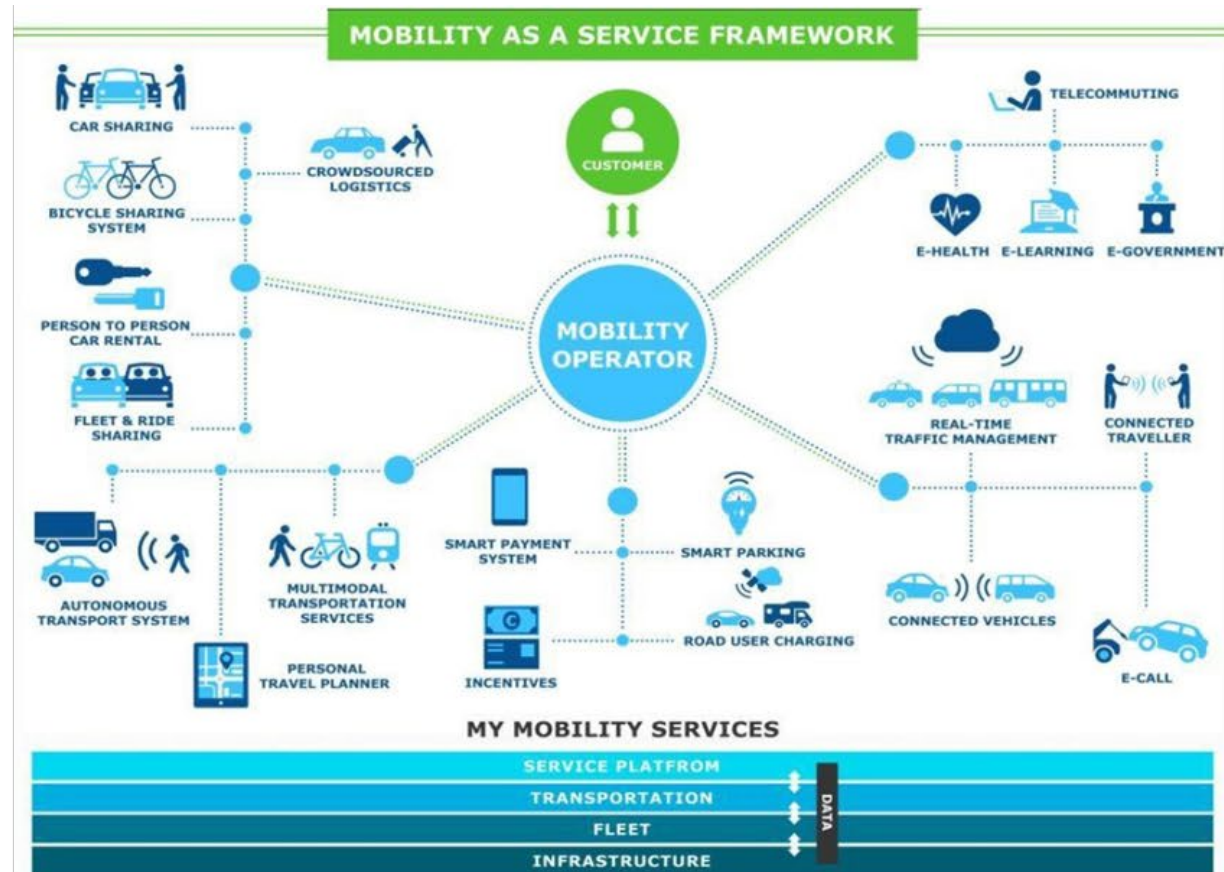 MOBILITY AS A SERVICE FRAMEWORK
CUSTOMER
MOBILITY
OPERATOR
CAR SHARING
CROWDSOURCED
LOGISTICS
BICYCLE SHARING
SYSTEM
PERSON TO PERSON
CAR RENTAL
FLEET & RIDE
SHARING
TELECOMMUTING
E-HEALTH
E-LEARNING
E-GOVERNMENT
REAL-TIME
TRAFFIC MANAGEMENT
CONNECTED
TRAVELLER
CONNECTED VEHICLES
E-CALL
AUTONOMOUS
TRANSPORT SYSTEM
MULTIMODAL
TRANSPORTATION
SERVICES
PERSONAL
TRAVEL PLANNER
SMART PAYMENT
SYSTEM
SMART PARKING
INCENTIVES
ROAD USER CHARGING
MY MOBILITY SERVICES
SERVICE PLATFROM
TRANSPORTATION
FLEET
INFRASTRUCTURE
DATA